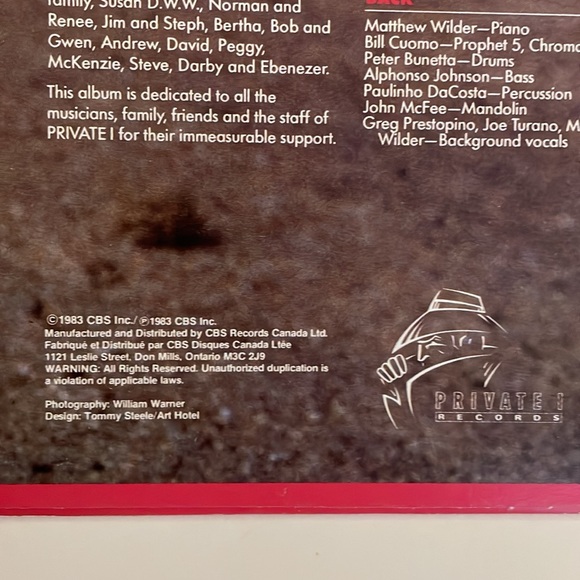 family, Susan D.W.W., Norman and
Renee, Jim and Steph, Bertha, Bob and
Gwen, Andrew, David, Peggy,
McKenzie, Steve, Darby and Ebenezer.
This album is dedicated to all the
musicians, family, friends and the staff of
PRIVATE I for their immeasurable support.
BACK
Matthew Wilder—Piano
Bill Cuomo—Prophet 5, Chroma
Peter Bunetta—Drums
Alphonso Johnson—Bass
Paulinho DaCosta—Percussion
John McFee—Mandolin
Greg Prestopino, Joe Turano, M
Wilder—Background vocals
©1983 CBS Inc./℗1983 CBS Inc.
Manufactured and Distributed by CBS Records Canada Ltd.
Fabriqué et Distribué par CBS Disques Canada Ltée
1121 Leslie Street, Don Mills, Ontario M3C 2J9
WARNING: All Rights Reserved. Unauthorized duplication is
a violation of applicable laws.
Photography: William Warner
Design: Tommy Steele/Art Hotel
PRIVATE I
RECORDS